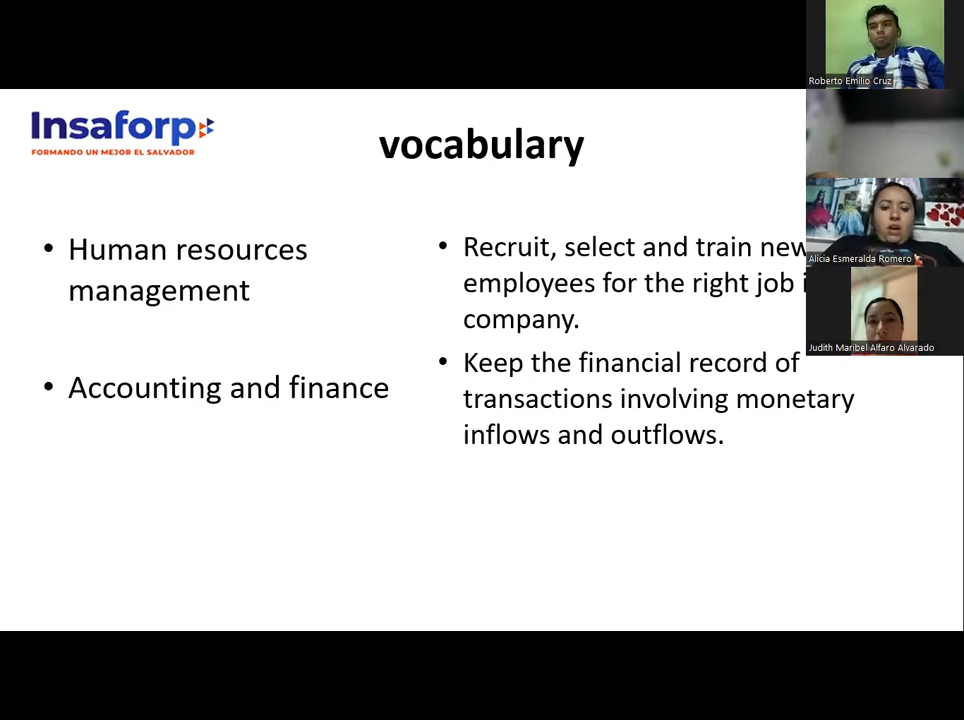 Insaforp
FORMANDO UN MEJOR EL SALVADOR
vocabulary
• Human resources
management
• Accounting and finance
• Recruit, select and train new
employees for the right job
company.
• Keep the financial record of
transactions involving monetary
inflows and outflows.
Roberto Emilio Cruz
Alicia Esmeralda Romero
Judith Maribel Alfaro Alvarado